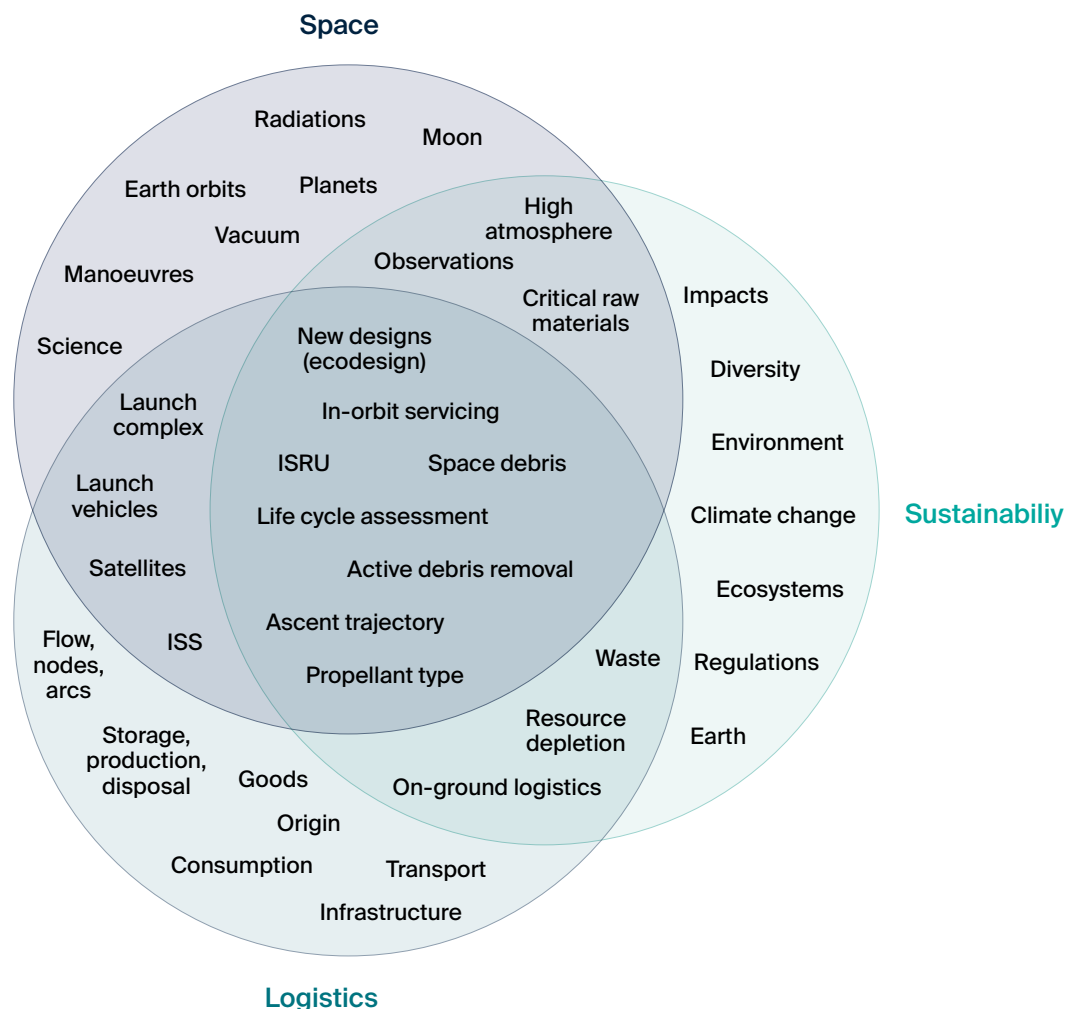 Space
Radiations
Moon
Earth orbits
Planets
Vacuum
Manoeuvres
Science
High
atmosphere
Observations
Critical raw
materials
Impacts
Diversity
Environment
Climate change
Ecosystems
Regulations
Earth
Sustainabiliy
New designs
(ecodesign)
In-orbit servicing
ISRU
Space debris
Life cycle assessment
Active debris removal
Ascent trajectory
Propellant type
Launch
complex
Launch
vehicles
Satellites
ISS
Waste
Resource
depletion
On-ground logistics
Flow,
nodes,
arcs
Storage,
production,
disposal
Goods
Origin
Consumption
Transport
Infrastructure
Logistics